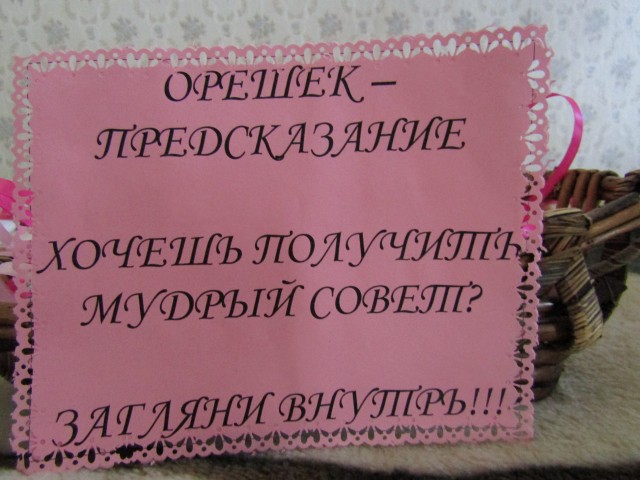 ОРЕШЕК –
ПРЕДСКАЗАНИЕ
ХОЧЕШЬ ПОЛУЧИТЬ
МУДРЫЙ СОВЕТ?
ЗАГЛЯНИ ВНУТРЬ!!!